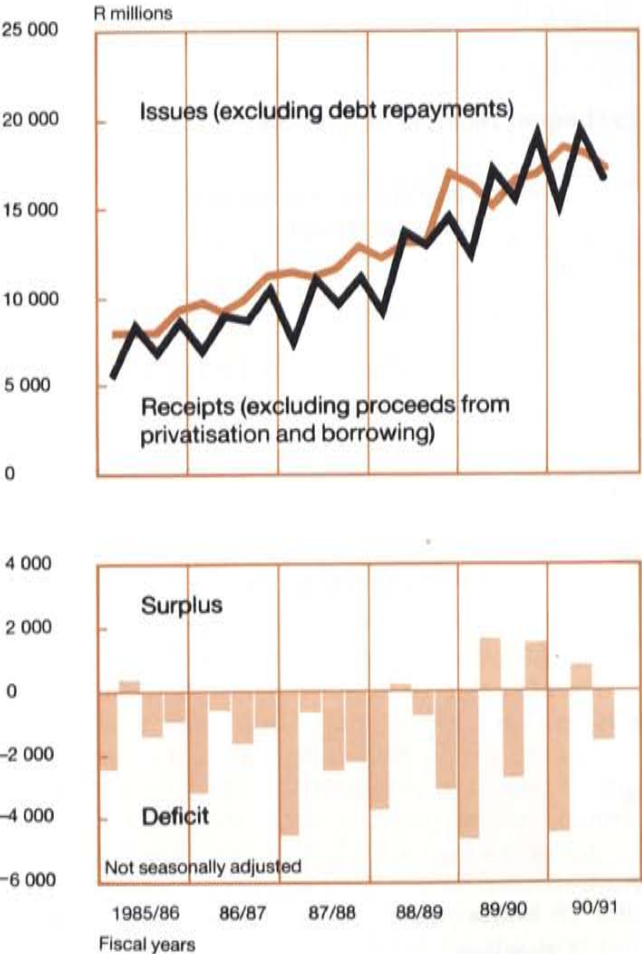 R millions
25 000
20 000
15 000
10 000
5 000
0
Issues (excluding debt repayments)
Receipts (excluding proceeds from
privatisation and borrowing)
4 000
2 000
0
–2 000
–4 000
–6 000
Surplus
Deficit
Not seasonally adjusted
1985/86 86/87 87/88 88/89 89/90 90/91
Fiscal years